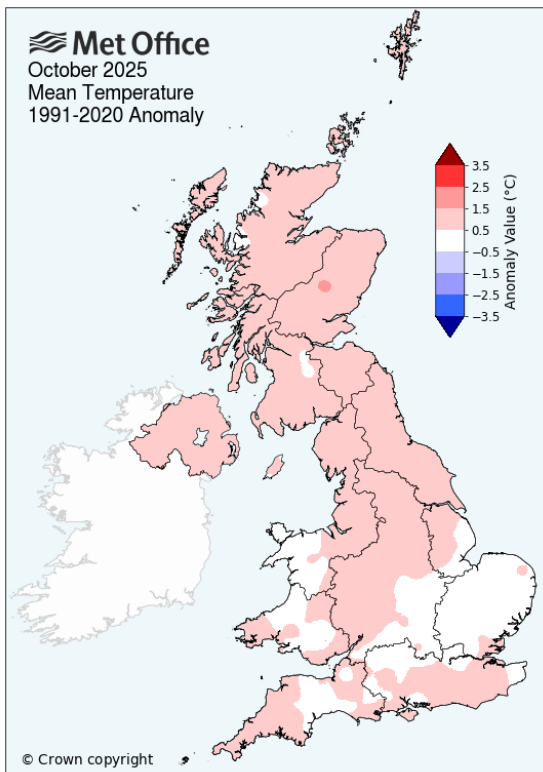 Met Office
October 2025
Mean Temperature
1991-2020 Anomaly
3.5
2.5
1.5
0.5
−0.5
−1.5
−2.5
−3.5
Anomaly Value (°C)
© Crown copyright